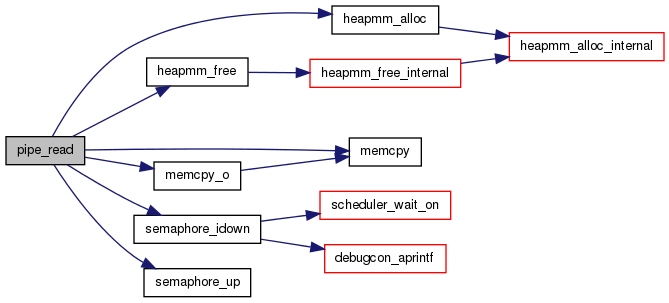 heapmm_alloc
heapmm_alloc_internal
heapmm_free
heapmm_free_internal
pipe_read
memcpy
memcpy_o
scheduler_wait_on
semaphore_idown
debugcon_aprintf
semaphore_up